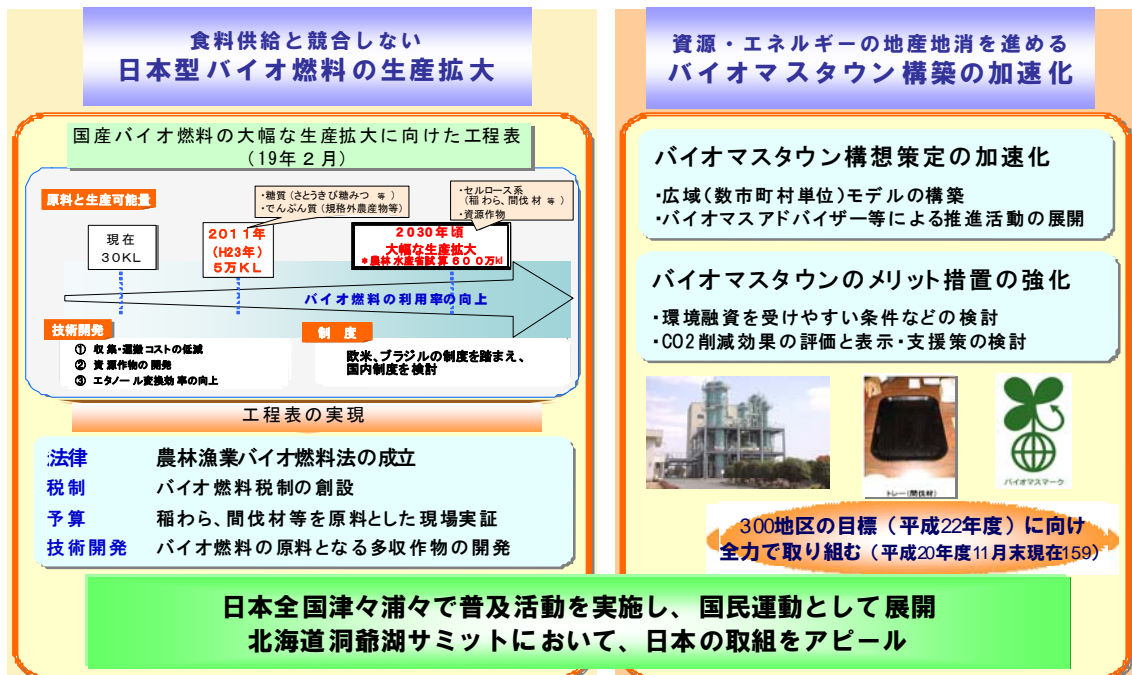 食料供給と競合しない
日本型バイオ燃料の生産拡大
国産バイオ燃料の大幅な生産拡大に向けた工程表
(19年2月)
原料と生産可能量
・糖質(さとうきび糖みつ 等)
・でんぷん質(規格外農産物等)
・セルロース系
(稲わら、間伐材 等)
・資源作物
現在
30KL
2011年
(H23年)
5万KL
2030年頃
大幅な生産拡大
*農林水産省試算600万kl
バイオ燃料の利用率の向上
技術開発
① 収集・運搬コストの低減
② 資源作物の開発
③ エタノール変換効率の向上
制 度
欧米、ブラジルの制度を踏まえ、
国内制度を検討
工程表の実現
法律 農林漁業バイオ燃料法の成立
税制 バイオ燃料税制の創設
予算 稲わら、間伐材等を原料とした現場実証
技術開発 バイオ燃料の原料となる多収作物の開発
資源・エネルギーの地産地消を進める
バイオマスタウン構築の加速化
バイオマスタウン構想策定の加速化
・広域(数市町村単位)モデルの構築
・バイオマスアドバイザー等による推進活動の展開
バイオマスタウンのメリット措置の強化
・環境融資を受けやすい条件などの検討
・CO2削減効果の評価と表示・支援策の検討
トレー(間伐材)
バイオマスマーク
300地区の目標(平成22年度)に向け
全力で取り組む(平成20年度11月末現在159)
日本全国津々浦々で普及活動を実施し、国民運動として展開
北海道洞爺湖サミットにおいて、日本の取組をアピール